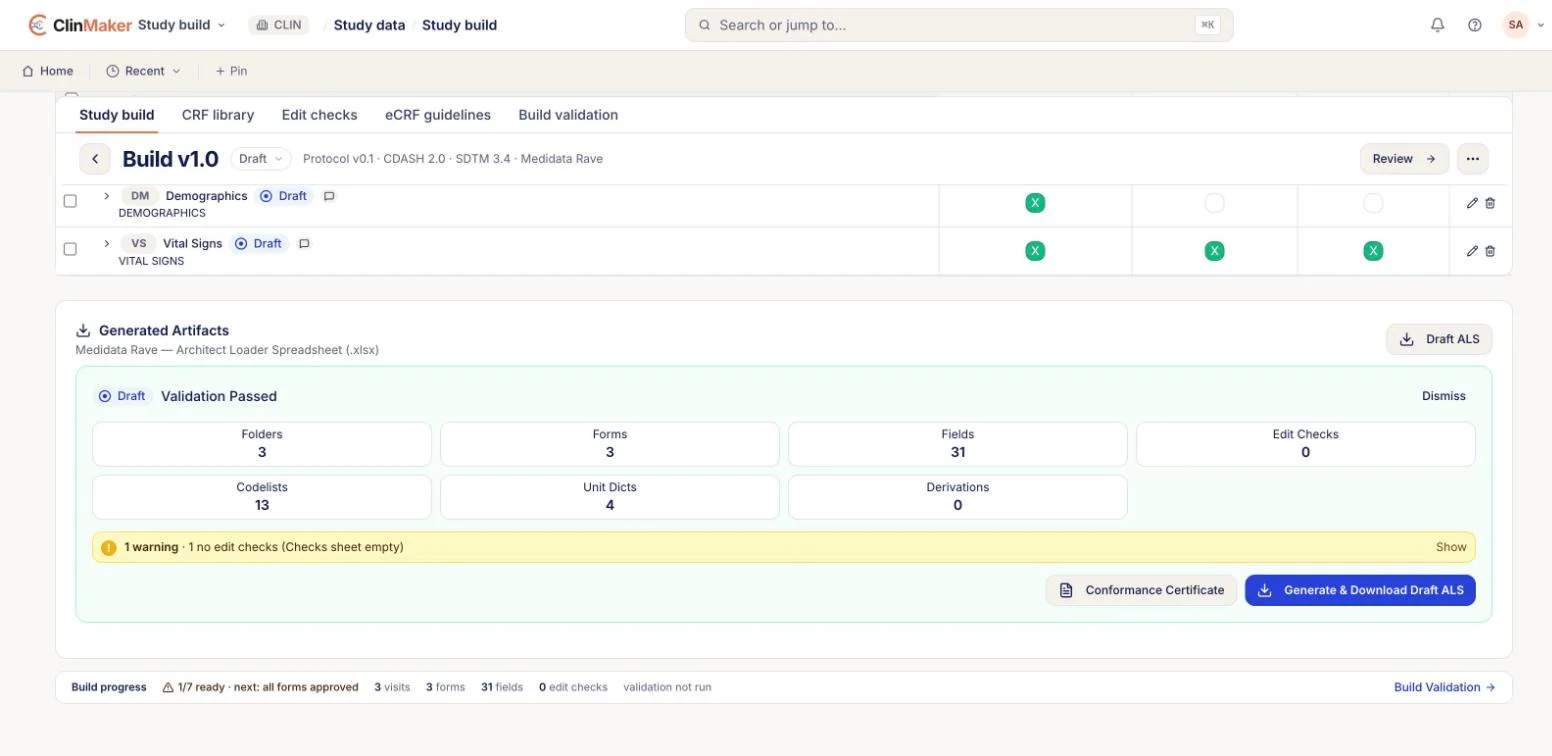 ClinMaker Study build CLIN / Study data / Study build Search or jump to... ⌘K SA
Home Recent + Pin
Study build CRF library Edit checks eCRF guidelines Build validation
Build v1.0 Draft Protocol v0.1 · CDASH 2.0 · SDTM 3.4 · Medidata Rave Review → ...
DM Demographics Draft X
DEMOGRAPHICS
VS Vital Signs Draft X X X
VITAL SIGNS
Generated Artifacts
Medidata Rave — Architect Loader Spreadsheet (.xlsx) Draft ALS
Draft Validation Passed Dismiss
Folders Forms Fields Edit Checks
3 3 31 0
Codelists Unit Dicts Derivations
13 4 0
! 1 warning · 1 no edit checks (Checks sheet empty) Show
Conformance Certificate Generate & Download Draft ALS
Build progress 1/7 ready · next: all forms approved 3 visits 3 forms 31 fields 0 edit checks validation not run Build Validation →